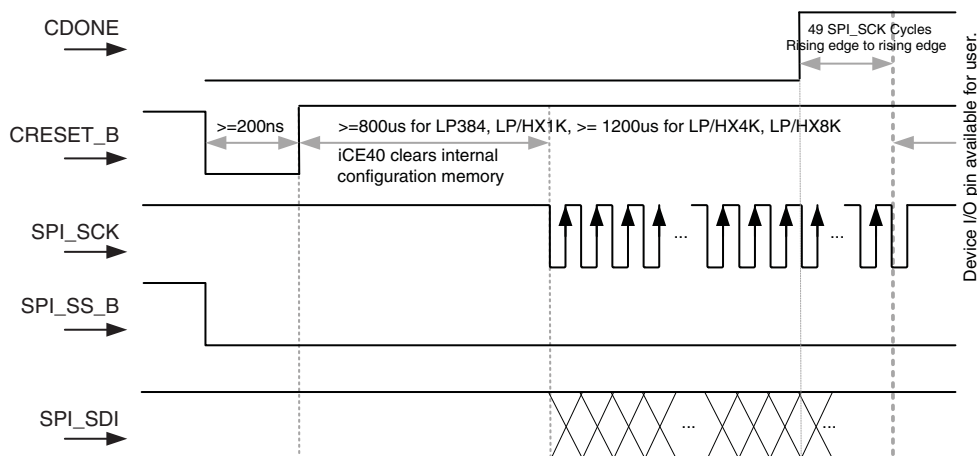 CDONE
49 SPI_SCK Cycles
Rising edge to rising edge
CRESET_B
>=200ns
>=800us for LP384, LP/HX1K, >= 1200us for LP/HX4K, LP/HX8K
iCE40 clears internal
configuration memory
SPI_SCK
...
...
...
SPI_SS_B
SPI_SDI
...
...
Device I/O pin available for user.